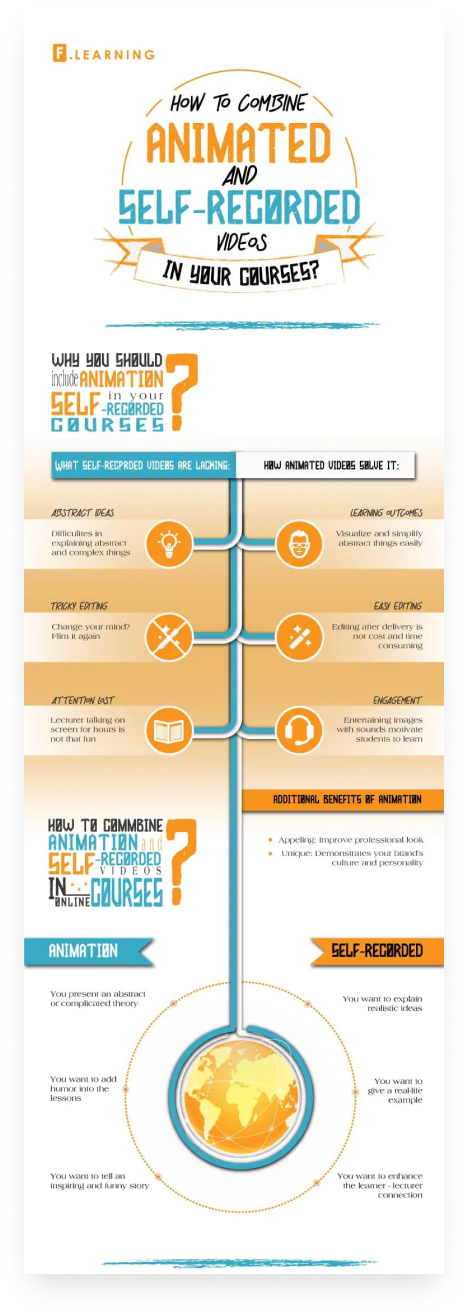 F.LEARNING
HOW TO COMBINE
ANIMATED
AND
SELF-RECORDED
VIDEOS
IN YOUR COURSES?
WHY YOU SHOULD
include ANIMATION
in your
SELF-RECORDED
COURSES
?
WHAT SELF-RECPRDED VIDEOS ARE LACKING:
HOW ANIMATED VIDEOS SOLVE IT:
ABSTRACT IDEAS
Difficulites in
explaining abstract
and complex things
LEARNING OUTCOMES
Visualize and simplify
abstract things easily
TRICKY EDITING
Change your mind?
Flim it again
EASY EDITING
Editing after delivery is
not cost and time
consuming
ATTENTION LOST
Lecturer talking on
screen for hours is
not that fun
ENGAGEMENT
Entertaining images
with sounds motivate
students to learn
ADDITIONAL BENEFITS OF ANIMATION
Appeling: Improve professional look
Unique: Demonstrates your brand's
culture and personality
HOW TO COMMBINE
ANIMATION and
SELF-RECORDED
VIDEOS
IN
ONLINE COURSES
?
ANIMATION
SELF-RECORDED
You present an abstract
or complicated theory
You want to explain
realistic ideas
You want to add
humor into the
lessons
You want to
give a real-life
example
You want to tell an
inspiring and funny story
You want to enhance
the learner - lecturer
connection